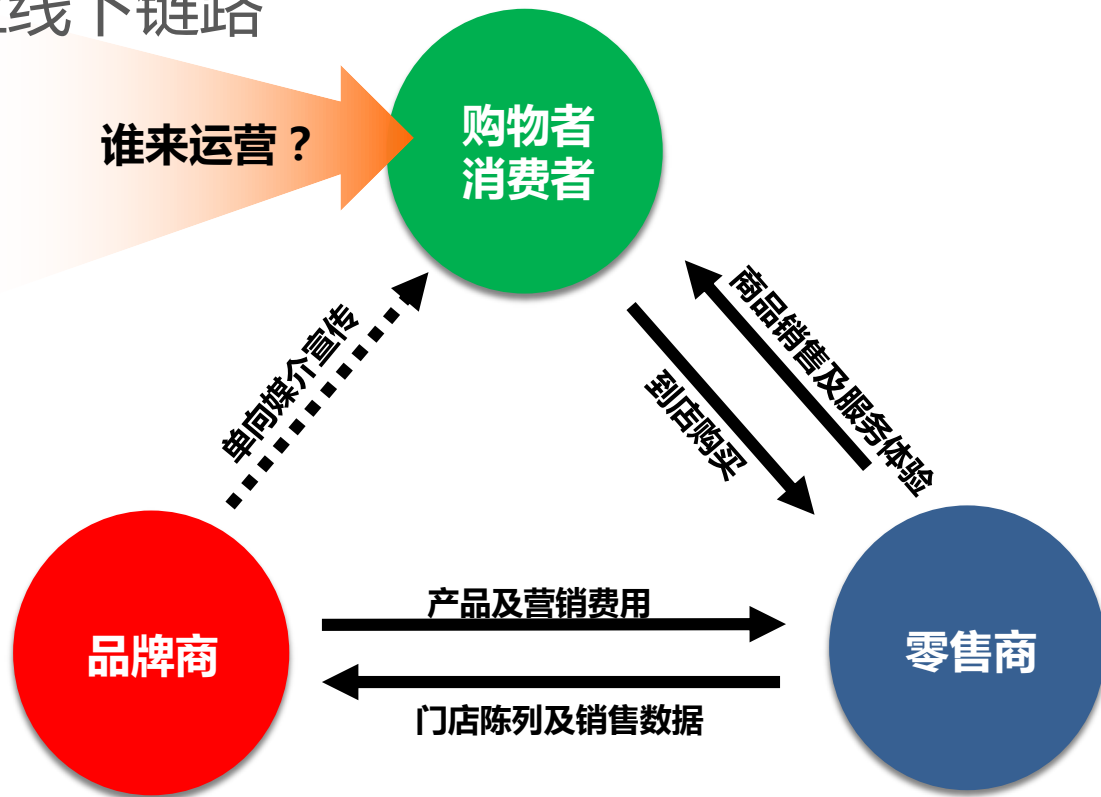 线下链路
谁来运营？
购物者
消费者
单向媒介宣传
商品销售及服务体验
到店购买
品牌商
产品及营销费用
零售商
门店陈列及销售数据